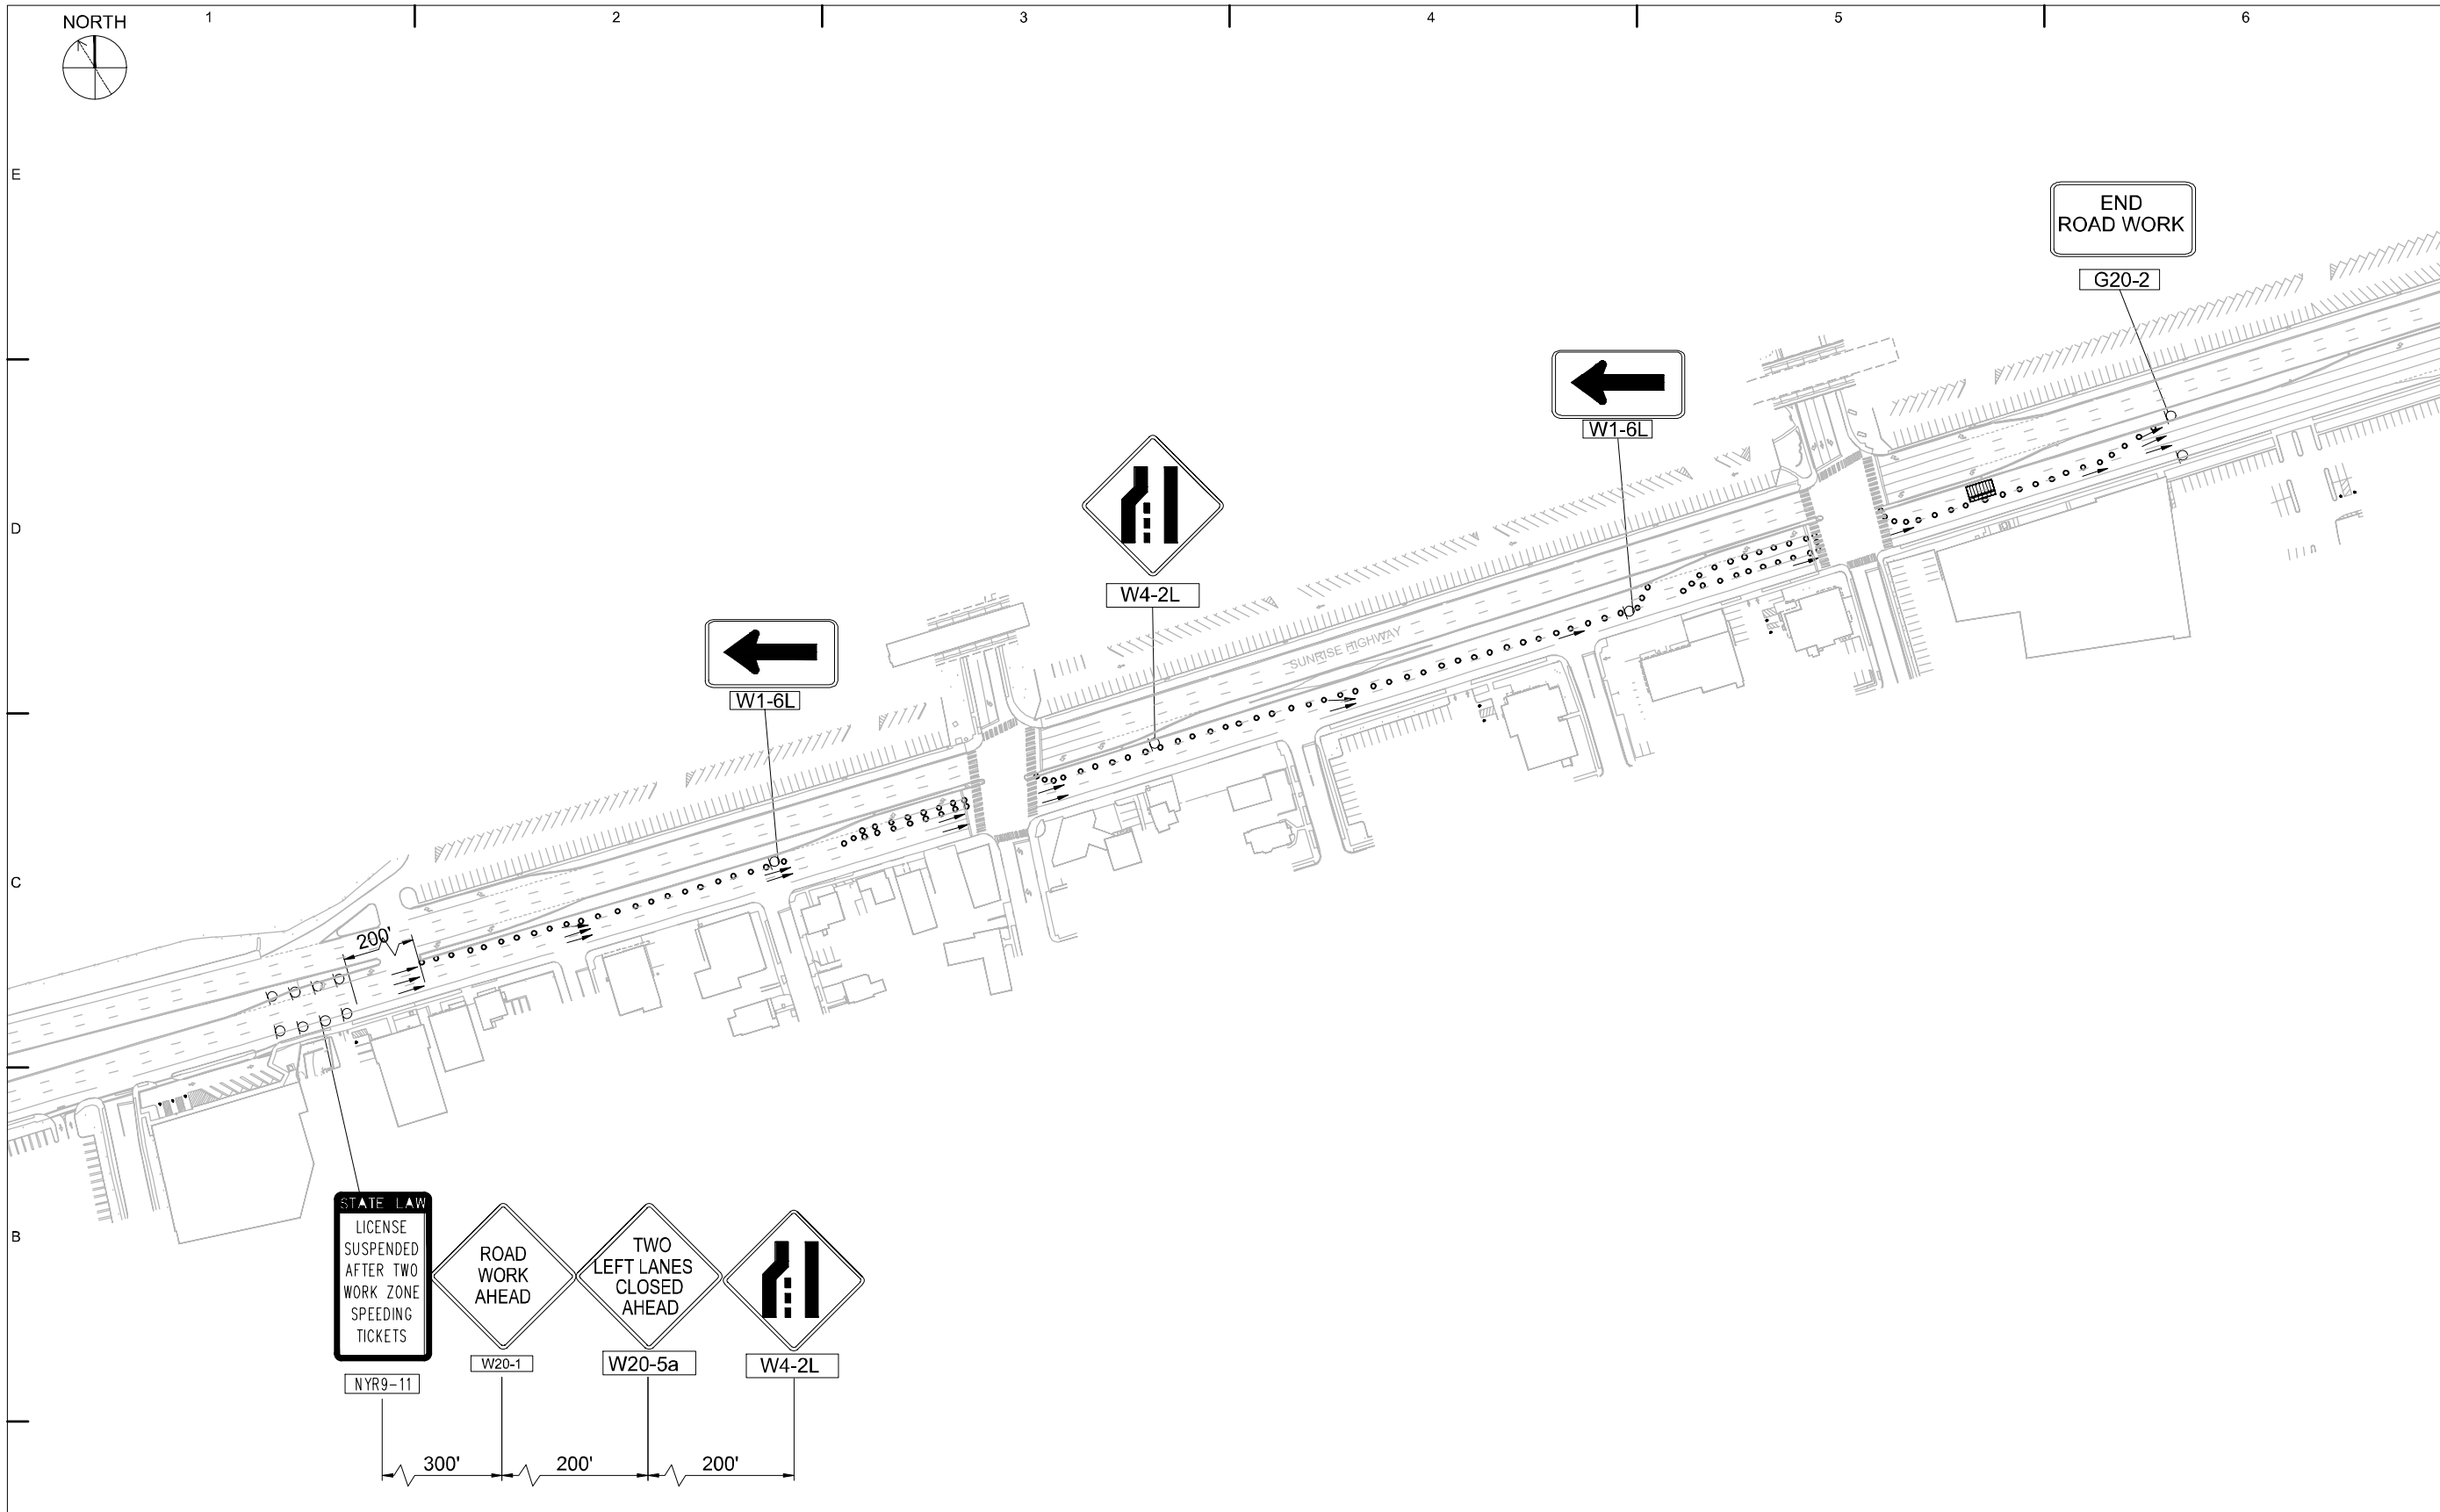 NORTH
1
2
3
4
5
6
E
END
ROAD WORK
G20-2
W1-6L
D
W4-2L
SUNRISE HIGHWAY
W1-6L
C
200'
STATE LAW
LICENSE
SUSPENDED
AFTER TWO
WORK ZONE
SPEEDING
TICKETS
NYR9-11
ROAD
WORK
AHEAD
W20-1
TWO
LEFT LANES
CLOSED
AHEAD
W20-5a
W4-2L
B
300'
200'
200'